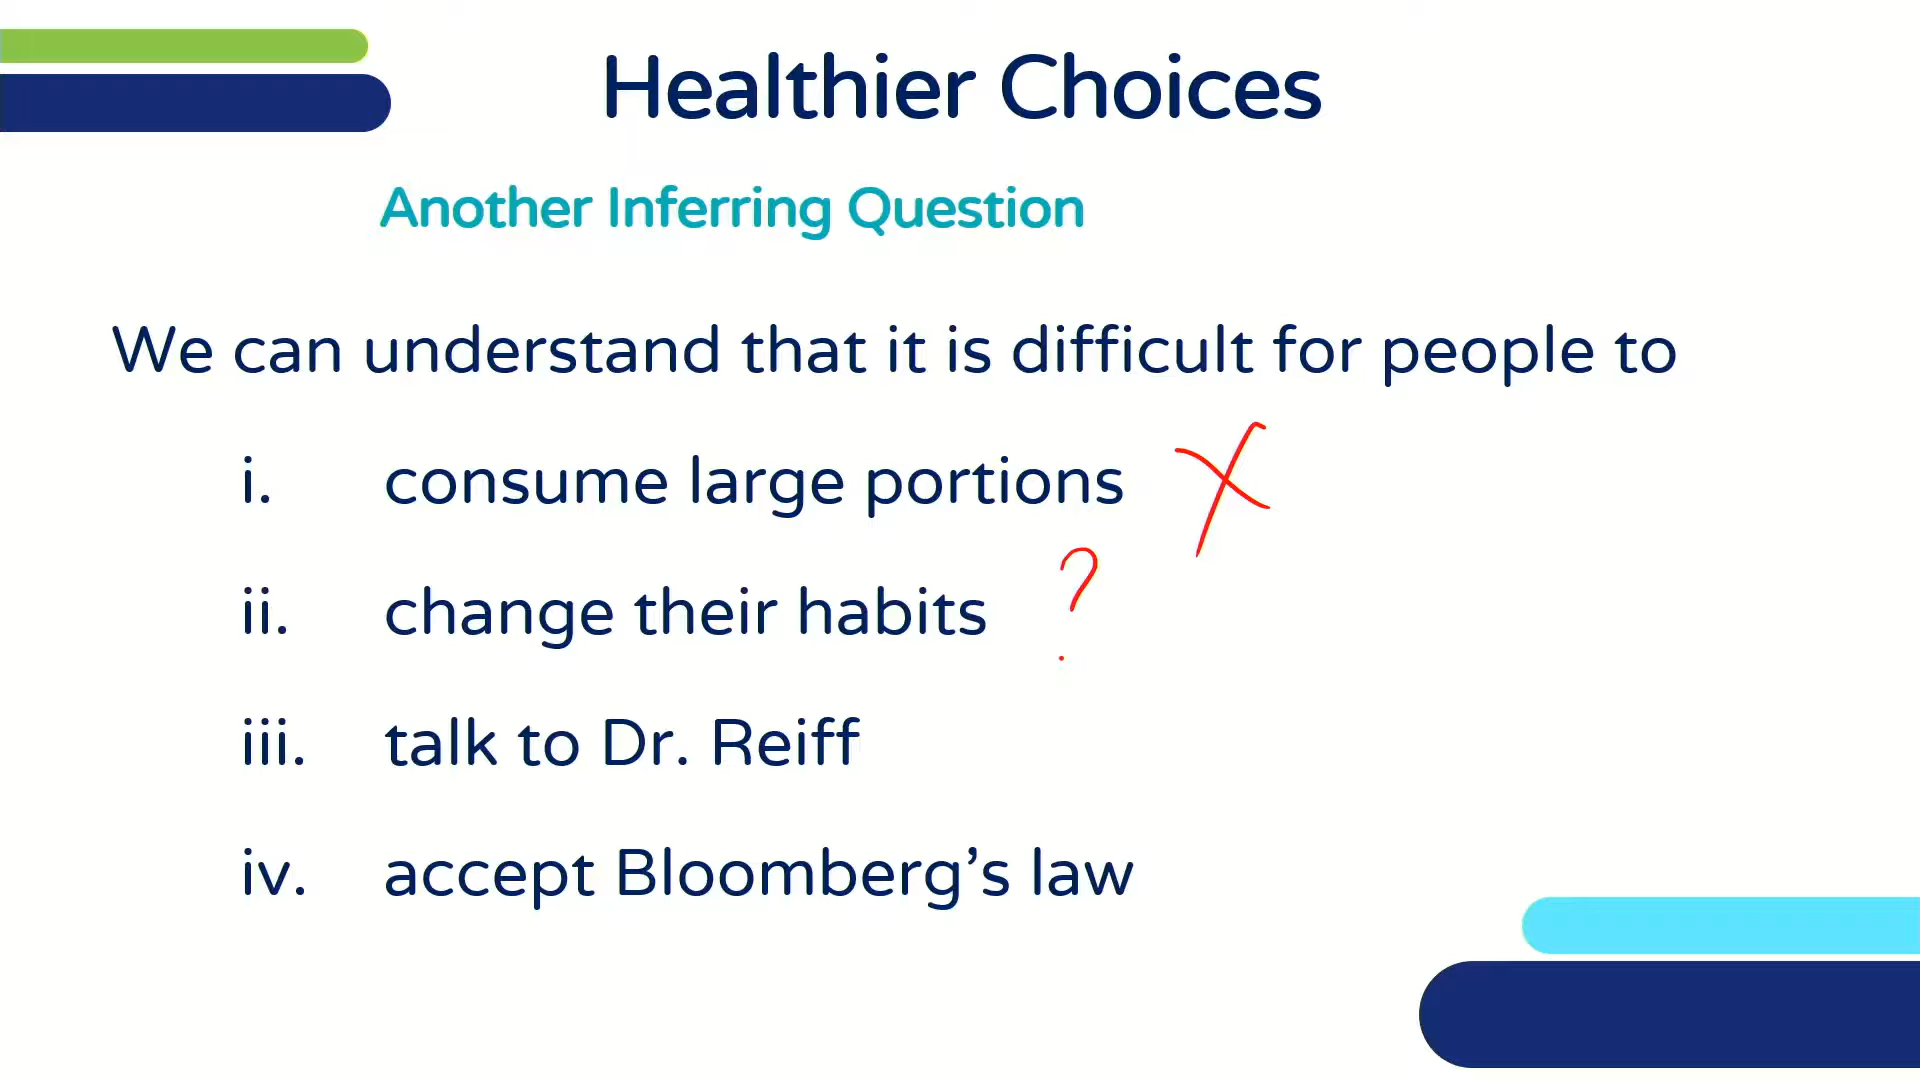 Healthier Choices
Another Inferring Question
We can understand that it is difficult for people to
i. consume large portions X
ii. change their habits ?
iii. talk to Dr. Reiff
iv. accept Bloomberg’s law